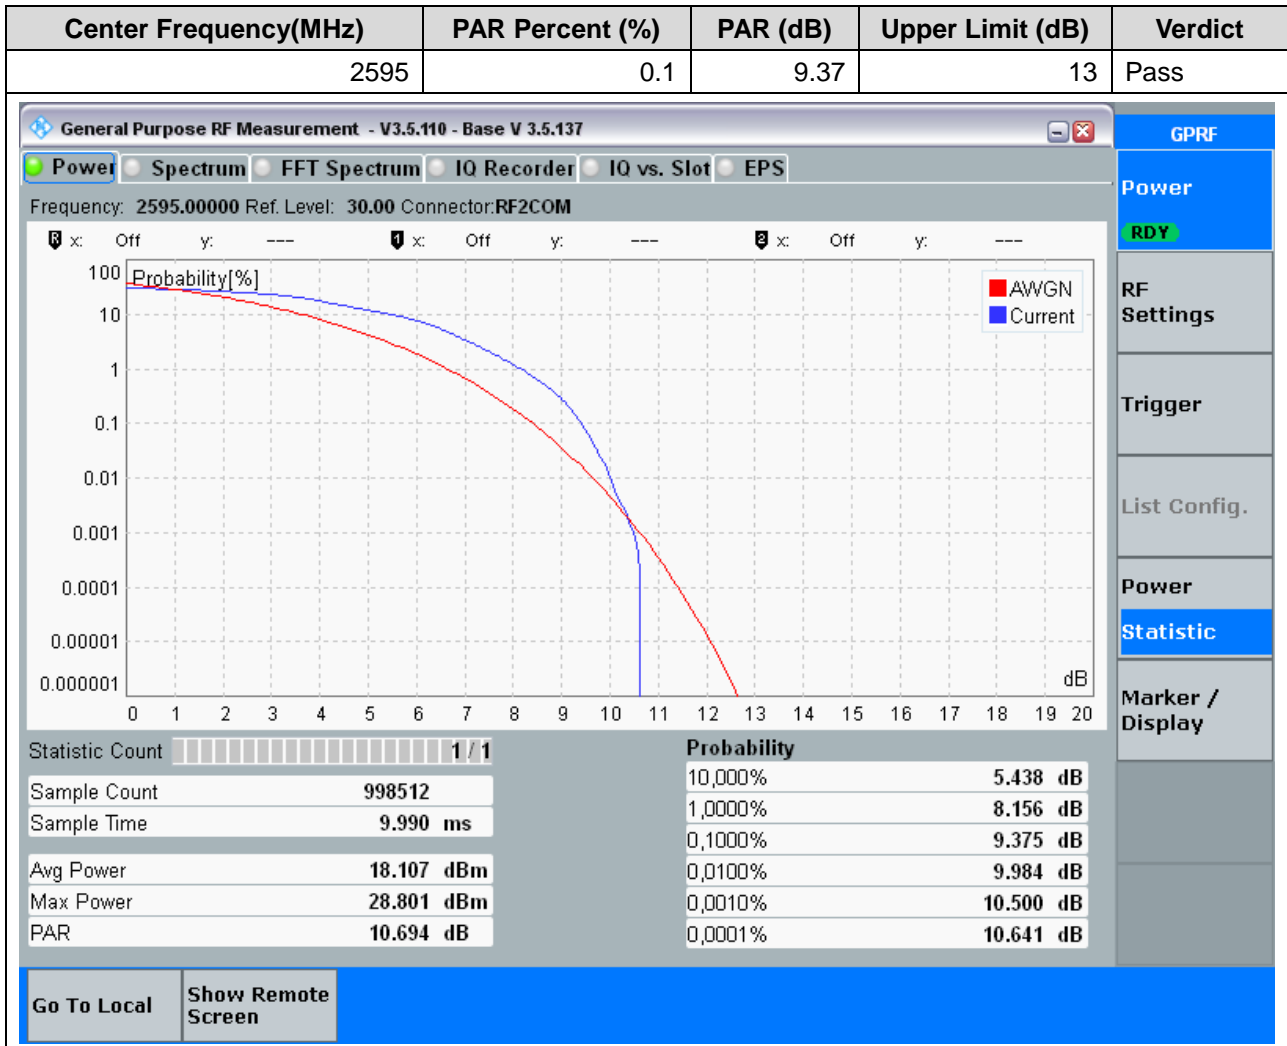 Center Frequency(MHz) PAR Percent (%) PAR (dB) Upper Limit (dB) Verdict
2595 0.1 9.37 13 Pass
General Purpose RF Measurement - V3.5.110 - Base V 3.5.137
GPRF
Power Spectrum FFT Spectrum IQ Recorder IQ vs. Slot EPS
Frequency: 2595.00000 Ref. Level: 30.00 Connector:RF2COM
R x: Off y: --- 1 x: Off y: --- 2 x: Off y: ---
Probability[%]
AWGN
Current
100
10
1
0.1
0.01
0.001
0.0001
0.00001
0.000001
dB
0 1 2 3 4 5 6 7 8 9 10 11 12 13 14 15 16 17 18 19 20
Statistic Count 1 / 1
Sample Count 998512
Sample Time 9.990 ms
Avg Power 18.107 dBm
Max Power 28.801 dBm
PAR 10.694 dB
Probability
10,000% 5.438 dB
1,0000% 8.156 dB
0,1000% 9.375 dB
0,0100% 9.984 dB
0,0010% 10.500 dB
0,0001% 10.641 dB
Power
RDY
RF
Settings
Trigger
List Config.
Power
Statistic
Marker /
Display
Go To Local
Show Remote
Screen